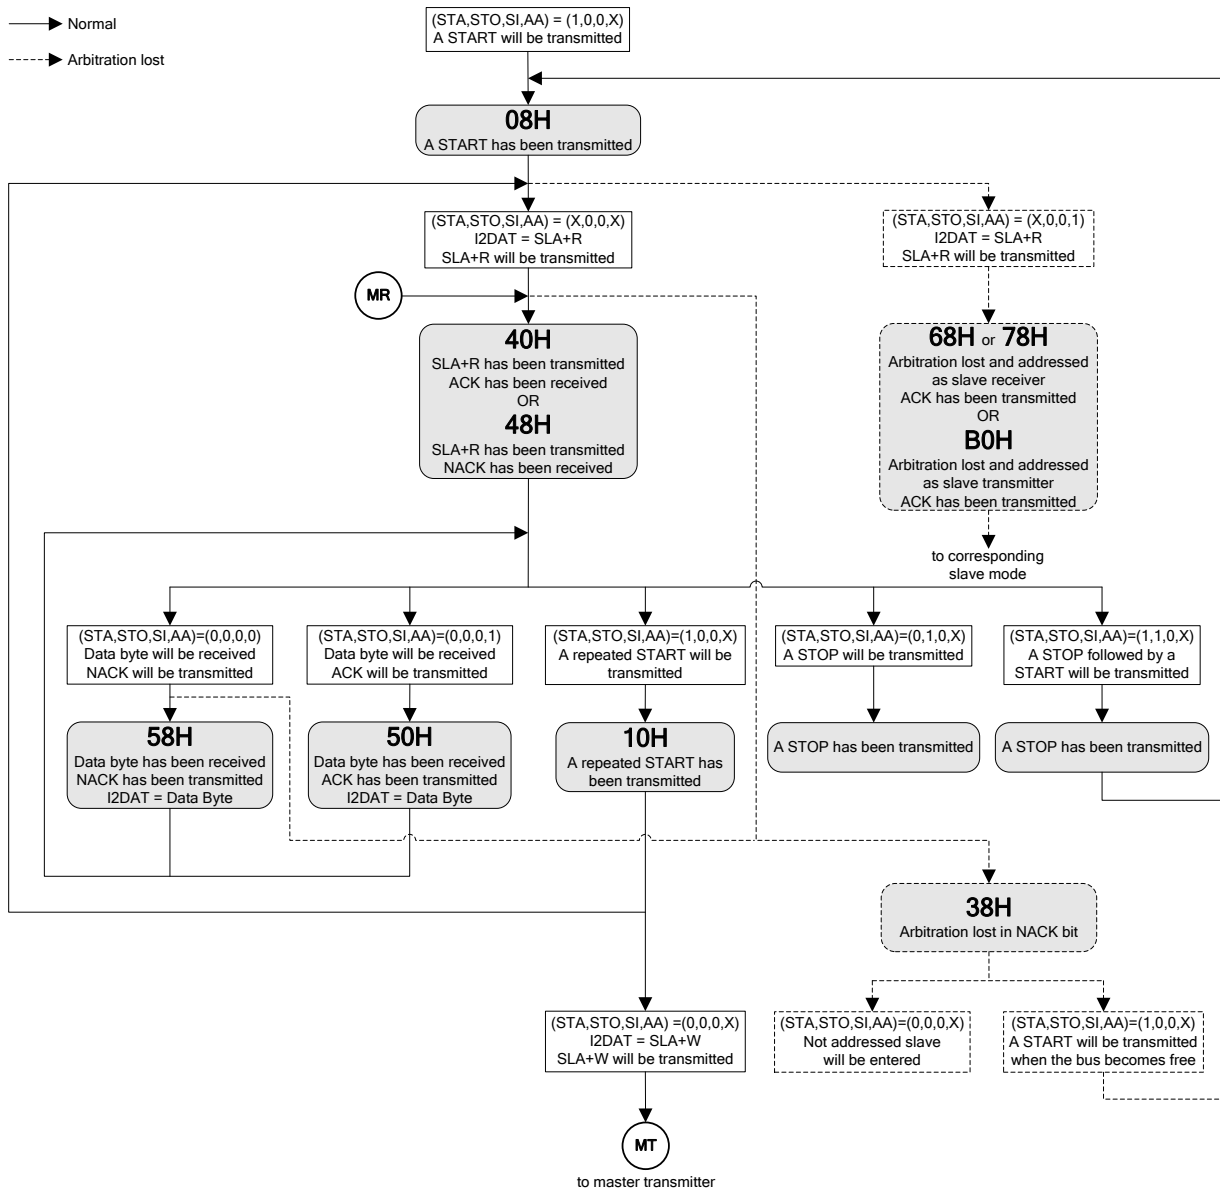 Normal
Arbitration lost
(STA,STO,SI,AA) = (1,0,0,X)
A START will be transmitted
08H
A START has been transmitted
(STA,STO,SI,AA) = (X,0,0,X)
I2DAT = SLA+R
SLA+R will be transmitted
(STA,STO,SI,AA) = (X,0,0,1)
I2DAT = SLA+R
SLA+R will be transmitted
MR
40H
SLA+R has been transmitted
ACK has been received
OR
48H
SLA+R has been transmitted
NACK has been received
68H or 78H
Arbitration lost and addressed
as slave receiver
ACK has been transmitted
OR
B0H
Arbitration lost and addressed
as slave transmitter
ACK has been transmitted
to corresponding
slave mode
(STA,STO,SI,AA)=(0,0,0,0)
Data byte will be received
NACK will be transmitted
(STA,STO,SI,AA)=(0,0,0,1)
Data byte will be received
ACK will be transmitted
(STA,STO,SI,AA)=(1,0,0,X)
A repeated START will be
transmitted
(STA,STO,SI,AA)=(0,1,0,X)
A STOP will be transmitted
(STA,STO,SI,AA)=(1,1,0,X)
A STOP followed by a
START will be transmitted
58H
Data byte has been received
NACK has been transmitted
I2DAT = Data Byte
50H
Data byte has been received
ACK has been transmitted
I2DAT = Data Byte
10H
A repeated START has
been transmitted
A STOP has been transmitted
A STOP has been transmitted
38H
Arbitration lost in NACK bit
(STA,STO,SI,AA) =(0,0,0,X)
I2DAT = SLA+W
SLA+W will be transmitted
(STA,STO,SI,AA)=(0,0,0,X)
Not addressed slave
will be entered
(STA,STO,SI,AA)=(1,0,0,X)
A START will be transmitted
when the bus becomes free
MT
to master transmitter